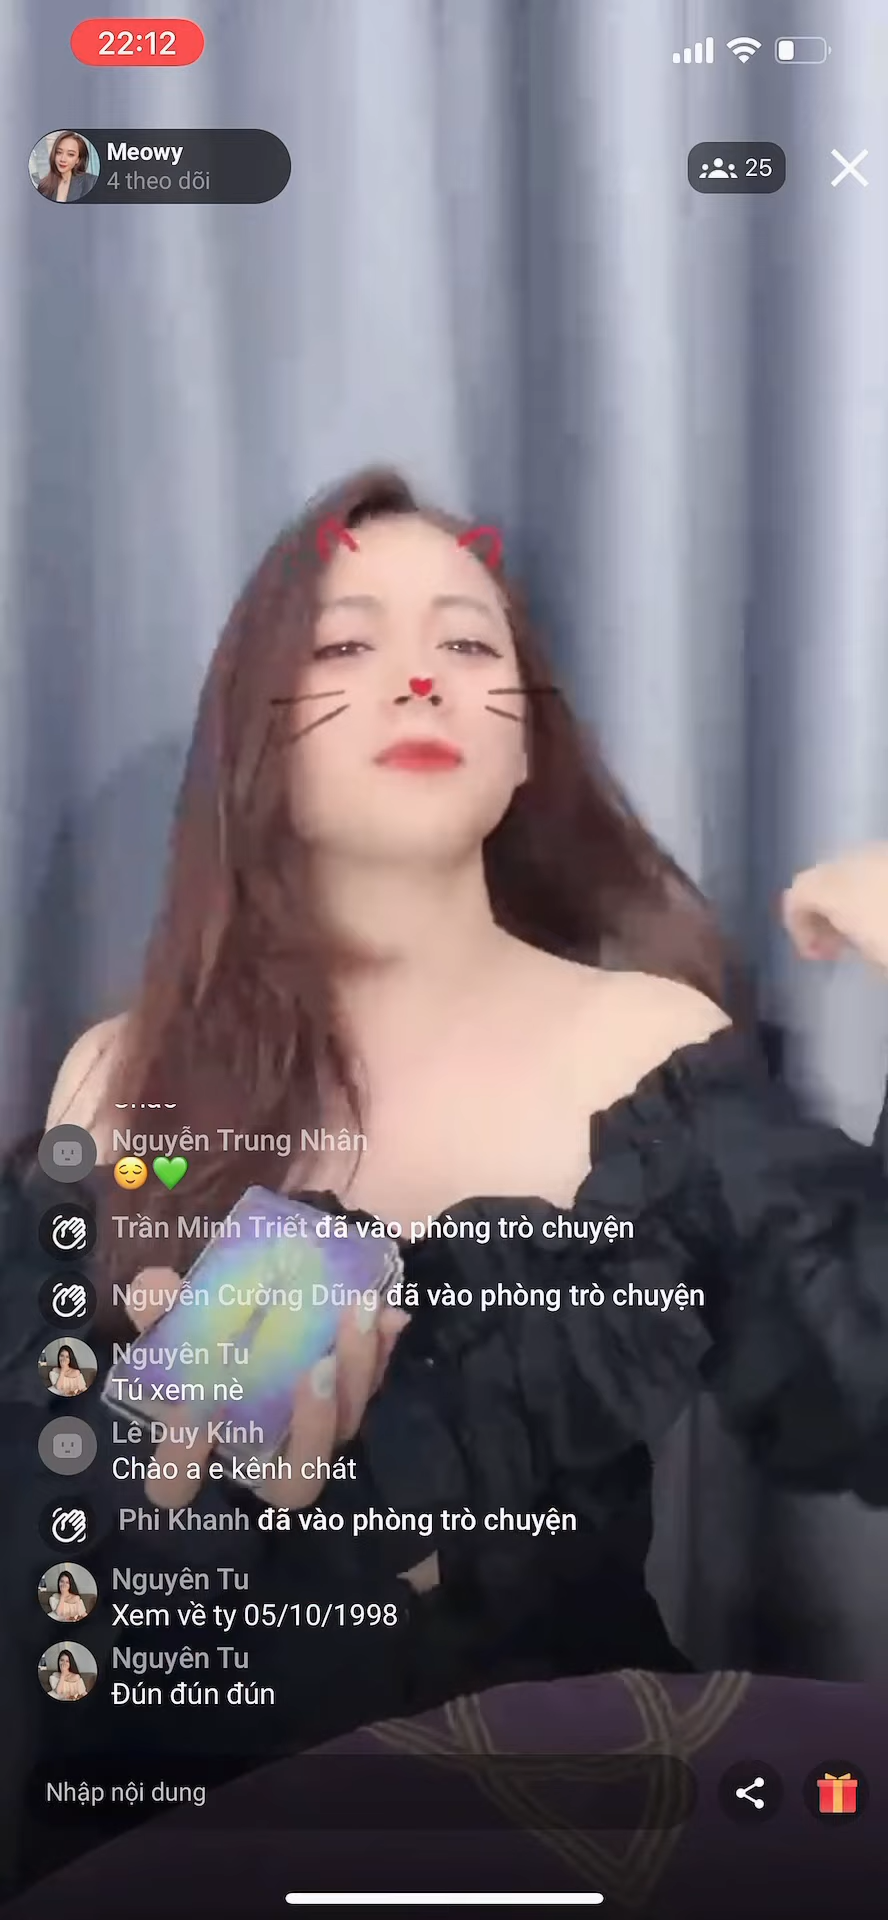 22:12
Meowy
4 theo dõi
25
Nguyễn Trung Nhân
😌💚
Trần Minh Triết đã vào phòng trò chuyện
Nguyễn Cường Dũng đã vào phòng trò chuyện
Nguyên Tu
Tú xem nè
Lê Duy Kính
Chào a e kênh chát
Phi Khanh đã vào phòng trò chuyện
Nguyên Tu
Xem về ty 05/10/1998
Nguyên Tu
Đún đún đún
Nhập nội dung